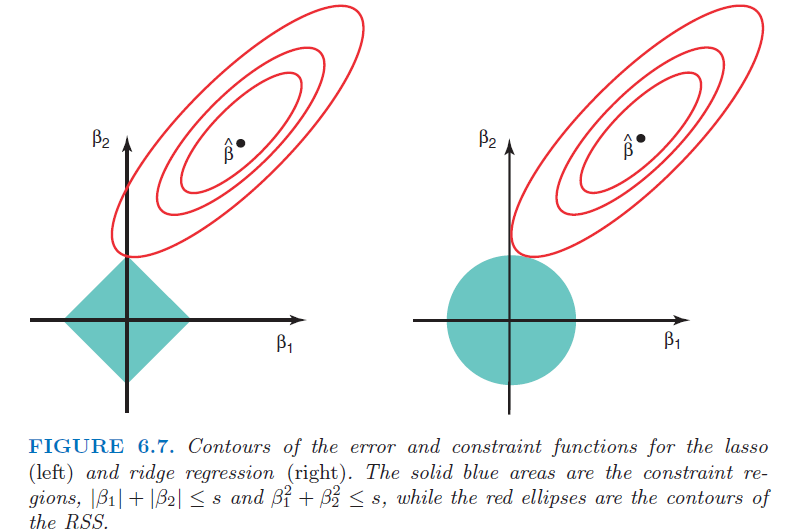 β₂
β̂
β₁
β₂
β̂
β₁
FIGURE 6.7. Contours of the error and constraint functions for the lasso
(left) and ridge regression (right). The solid blue areas are the constraint re-
gions, |β₁| + |β₂| ≤ s and β₁² + β₂² ≤ s, while the red ellipses are the contours of
the RSS.